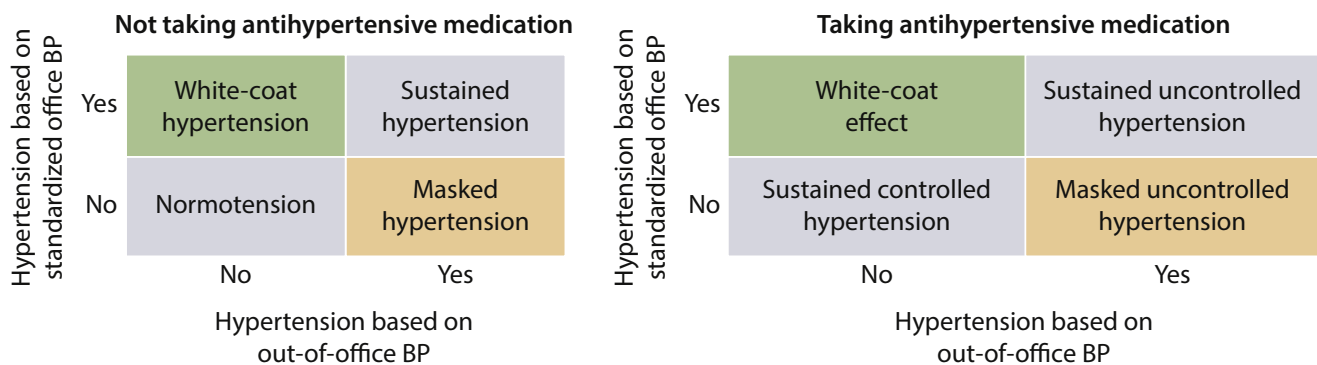 Not taking antihypertensive medication
Hypertension based on
standardized office BP
Yes
White-coat
hypertension
Sustained
hypertension
No
Normotension
Masked
hypertension
No
Yes
Hypertension based on
out-of-office BP
Taking antihypertensive medication
Hypertension based on
standardized office BP
Yes
White-coat
effect
Sustained uncontrolled
hypertension
No
Sustained controlled
hypertension
Masked uncontrolled
hypertension
No
Yes
Hypertension based on
out-of-office BP